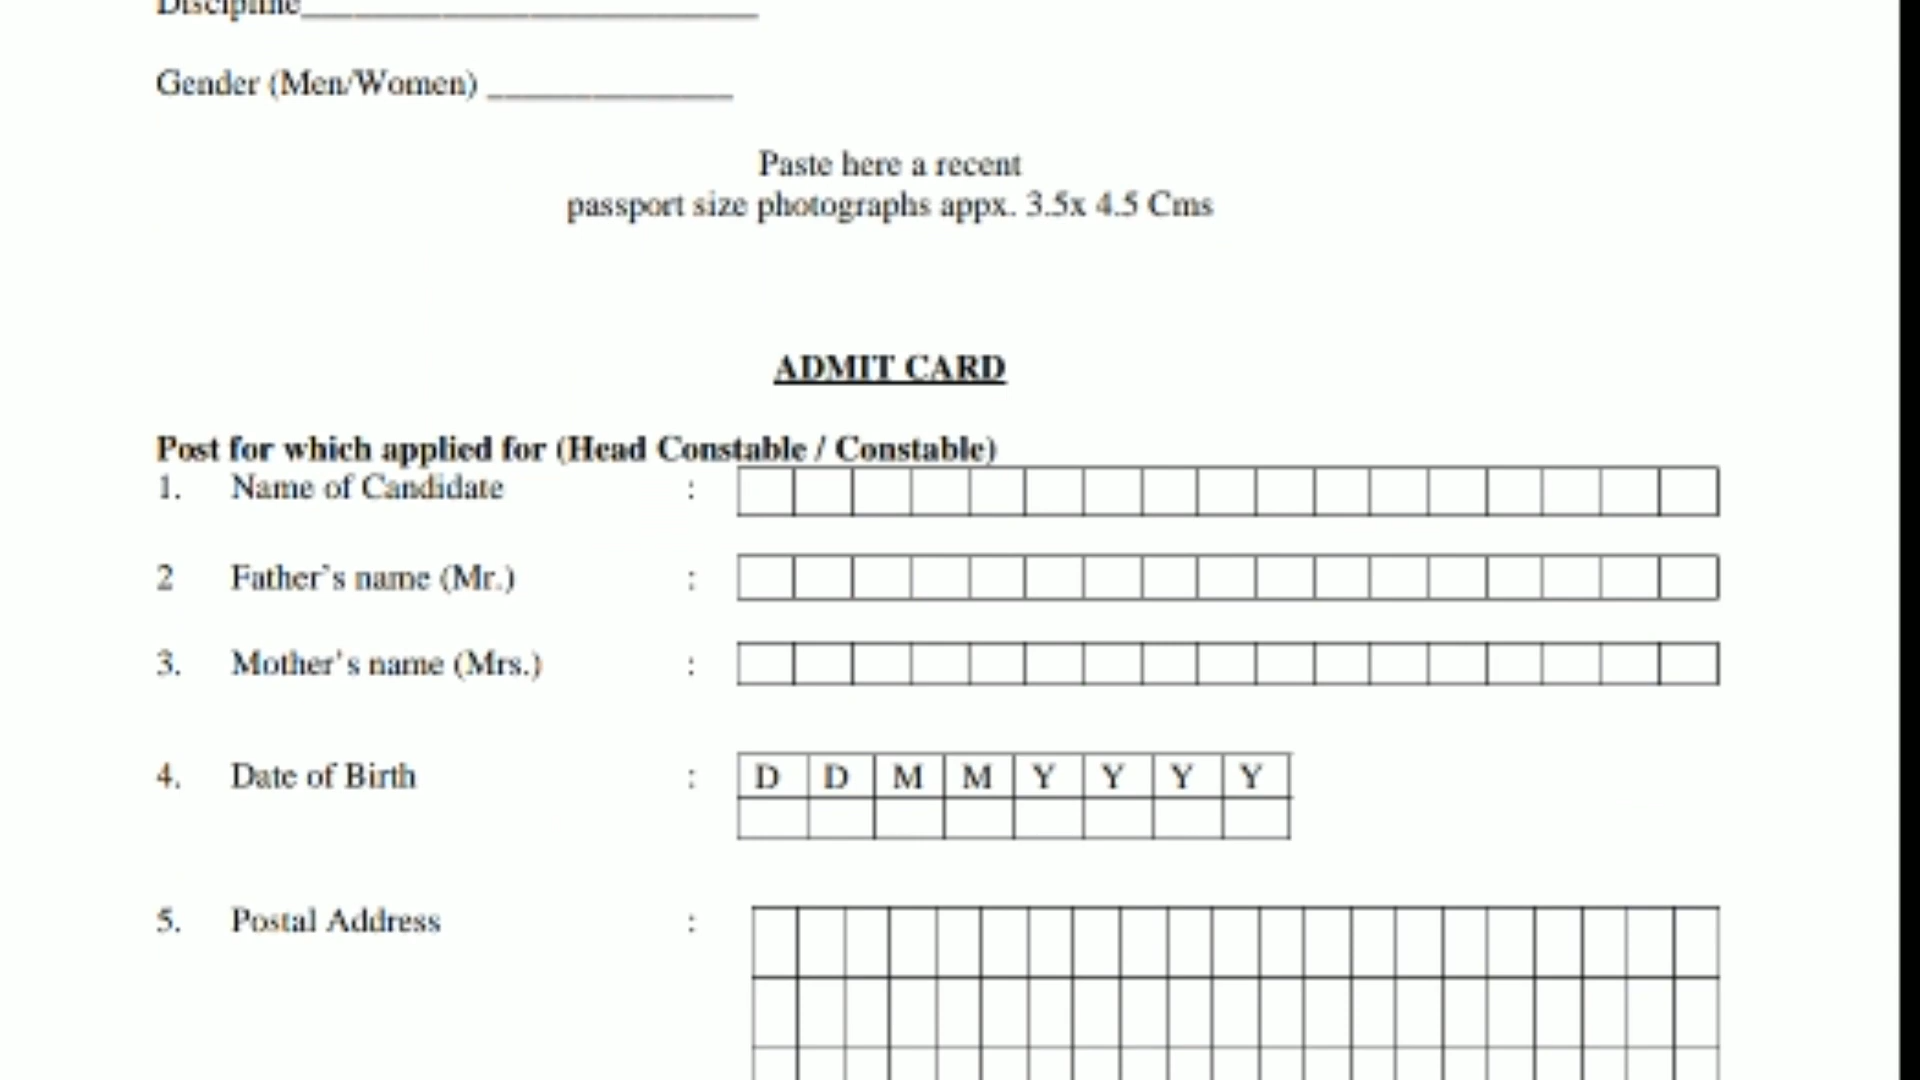 Discipline__________________________
Gender (Men/Women) ______________
Paste here a recent
passport size photographs appx. 3.5x 4.5 Cms
ADMIT CARD
Post for which applied for (Head Constable / Constable)
1. Name of Candidate :
2 Father's name (Mr.) :
3. Mother's name (Mrs.) :
4. Date of Birth : D D M M Y Y Y Y
5. Postal Address :